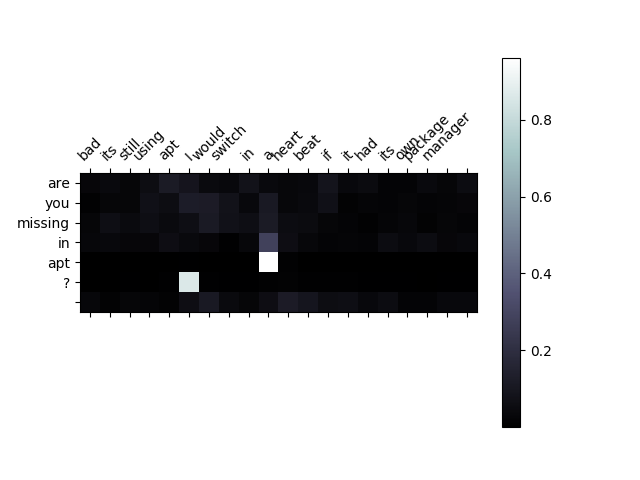 bad its still using apt I would switch in a heart beat if it had its own package manager
are
you
missing
in
apt
?
0.8
0.6
0.4
0.2